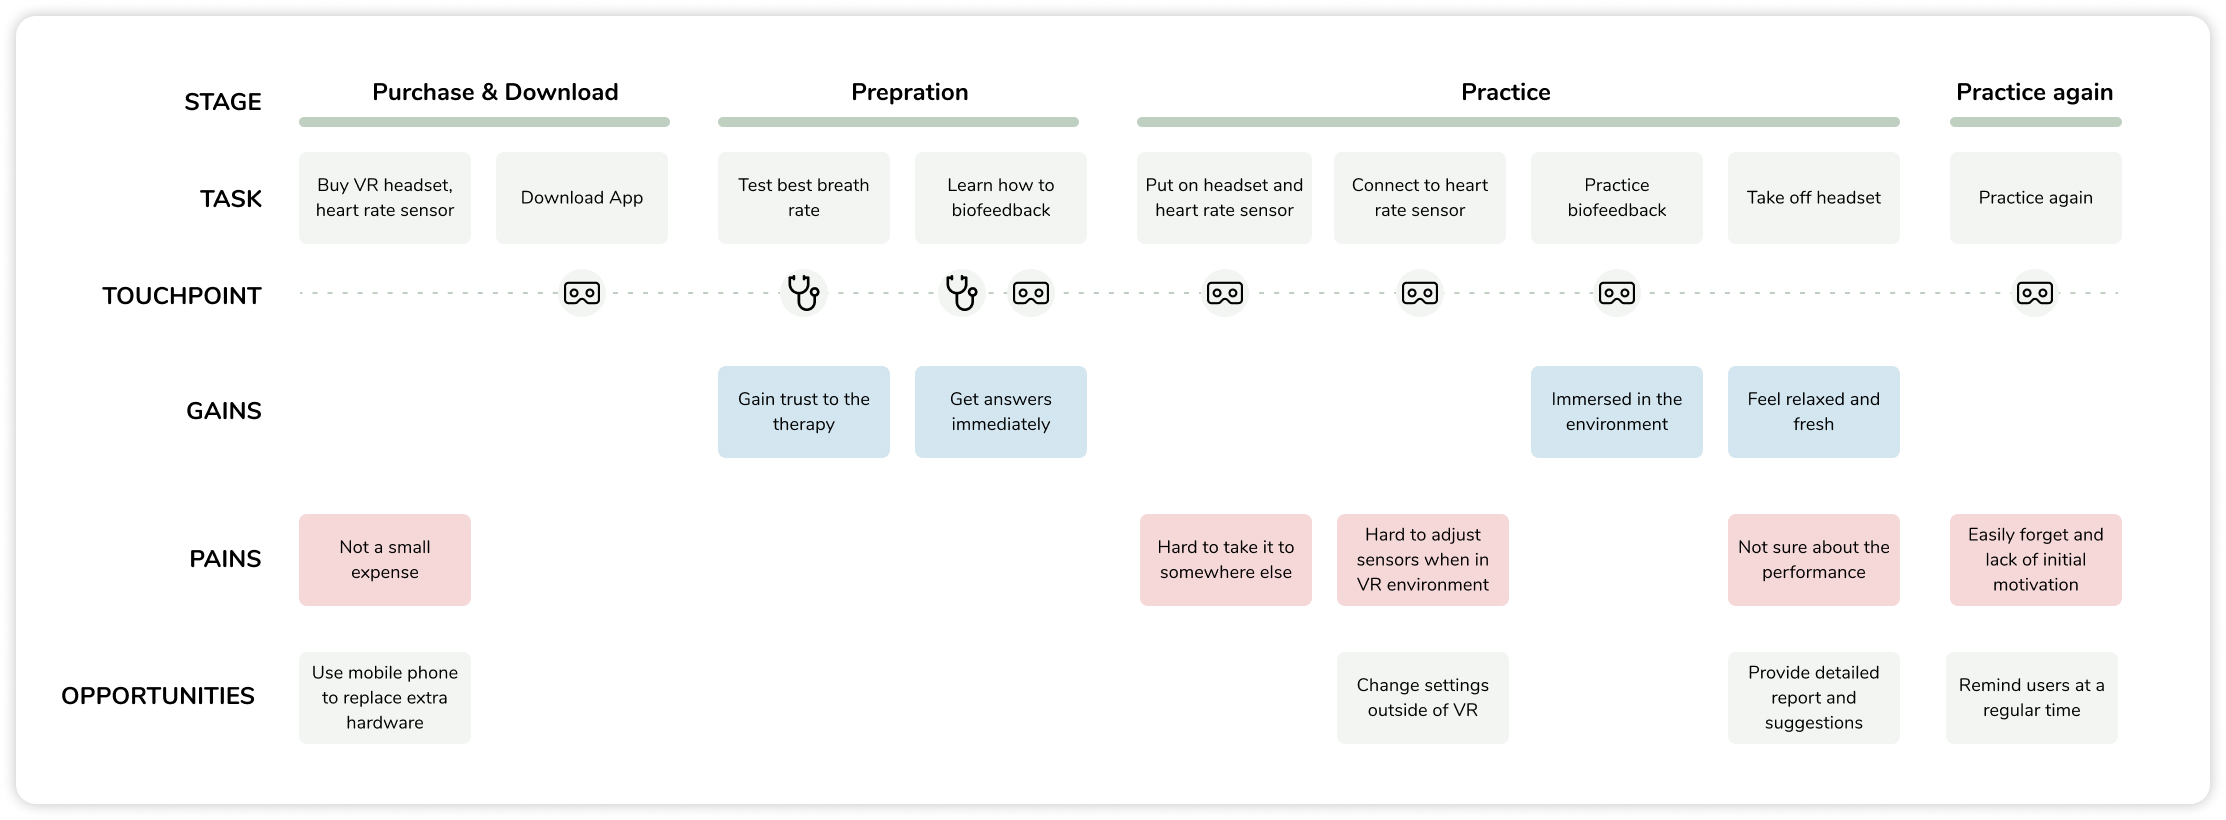 STAGE
Purchase & Download
Prepration
Practice
Practice again
TASK
Buy VR headset,
heart rate sensor
Download App
Test best breath
rate
Learn how to
biofeedback
Put on headset and
heart rate sensor
Connect to heart
rate sensor
Practice
biofeedback
Take off headset
Practice again
TOUCHPOINT
GAINS
Gain trust to the
therapy
Get answers
immediately
Immersed in the
environment
Feel relaxed and
fresh
PAINS
Not a small
expense
Hard to take it to
somewhere else
Hard to adjust
sensors when in
VR environment
Not sure about the
performance
Easily forget and
lack of initial
motivation
OPPORTUNITIES
Use mobile phone
to replace extra
hardware
Change settings
outside of VR
Provide detailed
report and
suggestions
Remind users at a
regular time